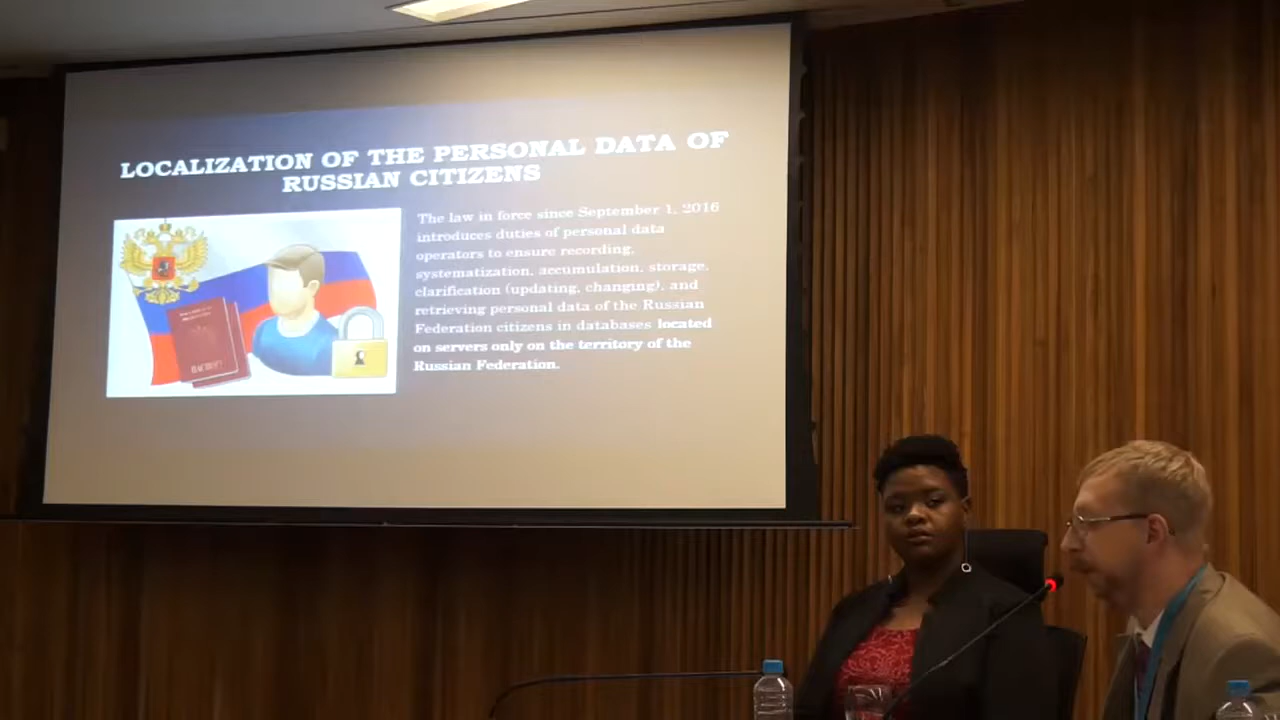 LOCALIZATION OF THE PERSONAL DATA OF
RUSSIAN CITIZENS
The law in force since September 1, 2016
introduces duties of personal data
operators to ensure recording,
systematization, accumulation, storage,
clarification (updating, changing), and
retrieving personal data of the Russian
Federation citizens in databases located
on servers only on the territory of the
Russian Federation.
ПАСПОРТ